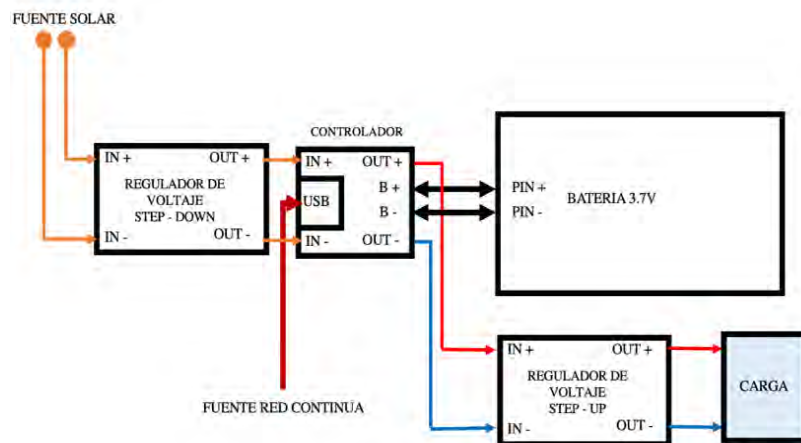 FUENTE SOLAR
CONTROLADOR
IN +
OUT +
REGULADOR DE
VOLTAJE
STEP - DOWN
IN -
OUT -
IN +
OUT +
USB
B +
B -
IN -
OUT -
PIN +
PIN -
BATERIA 3.7V
FUENTE RED CONTINUA
IN +
OUT +
REGULADOR DE
VOLTAJE
STEP - UP
IN -
OUT -
CARGA